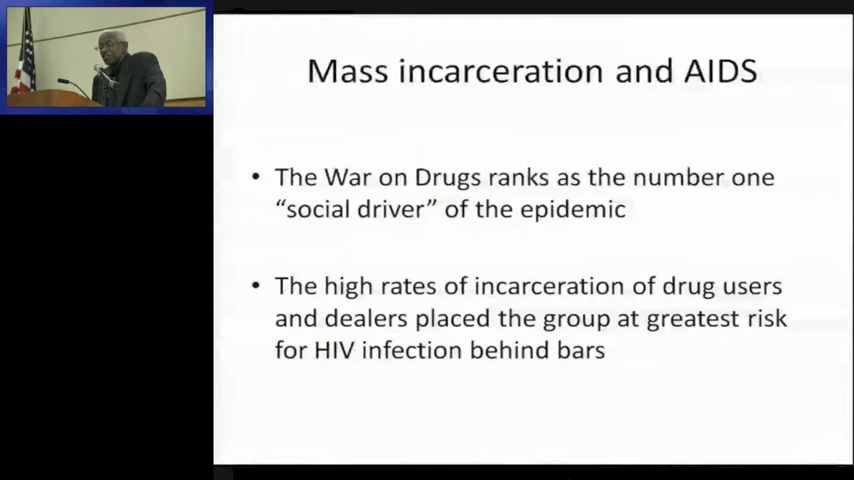 Mass incarceration and AIDS
• The War on Drugs ranks as the number one
“social driver” of the epidemic
• The high rates of incarceration of drug users
and dealers placed the group at greatest risk
for HIV infection behind bars